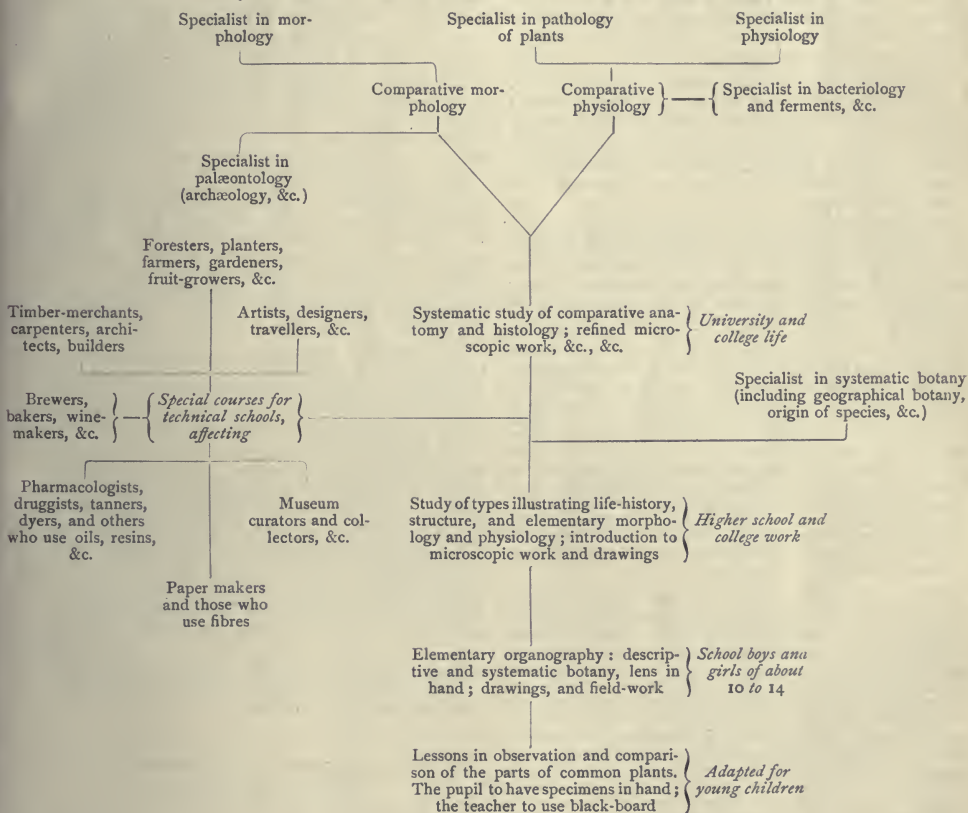 Specialist in mor-
phology
Specialist in pathology
of plants
Specialist in
physiology
Comparative mor-
phology
Comparative
physiology
Specialist in bacteriology
and ferments, &c.
Specialist in
palæontology
(archæology, &c.)
Foresters, planters,
farmers, gardeners,
fruit-growers, &c.
Timber-merchants,
carpenters, archi-
tects, builders
Artists, designers,
travellers, &c.
Systematic study of comparative ana-
tomy and histology ; refined micro-
scopic work, &c., &c.
University and
college life
Specialist in systematic botany
(including geographical botany,
origin of species, &c.)
Brewers,
bakers, wine-
makers, &c.
Special courses for
technical schools,
affecting
Pharmacologists,
druggists, tanners,
dyers, and others
who use oils, resins,
&c.
Museum
curators and col-
lectors, &c.
Paper makers
and those who
use fibres
Study of types illustrating life-history,
structure, and elementary morpho-
logy and physiology ; introduction to
microscopic work and drawings
Higher school and
college work
Elementary organography : descrip-
tive and systematic botany, lens in
hand ; drawings, and field-work
School boys and
girls of about
10 to 14
Lessons in observation and compari-
son of the parts of common plants.
The pupil to have specimens in hand ;
the teacher to use black-board
Adapted for
young children